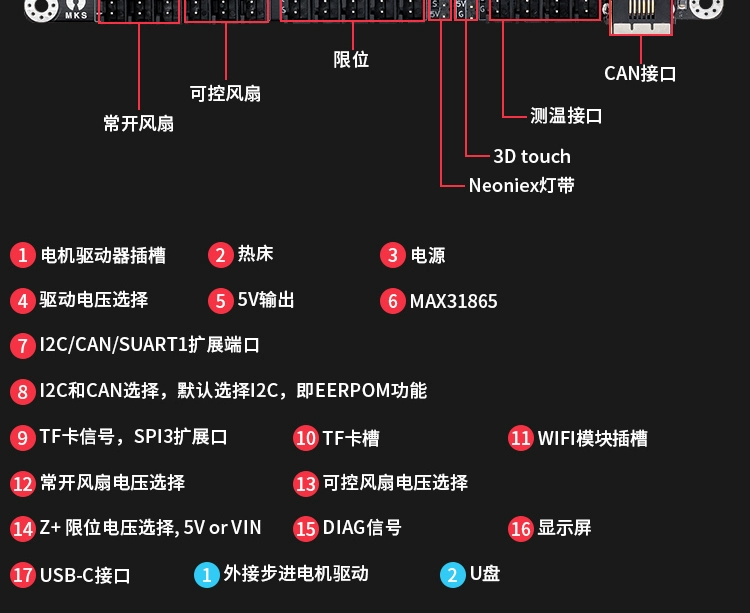 MKS
S
S
5V
5V
G
G
限位
CAN接口
可控风扇
常开风扇
测温接口
3D touch
Neoniex灯带
1 电机驱动器插槽 2 热床 3 电源
4 驱动电压选择 5 5V输出 6 MAX31865
7 I2C/CAN/SUART1扩展端口
8 I2C和CAN选择，默认选择I2C，即EERPOM功能
9 TF卡信号，SPI3扩展口 10 TF卡槽 11 WIFI模块插槽
12 常开风扇电压选择 13 可控风扇电压选择
14 Z+ 限位电压选择, 5V or VIN 15 DIAG信号 16 显示屏
17 USB-C接口 1 外接步进电机驱动 2 U盘